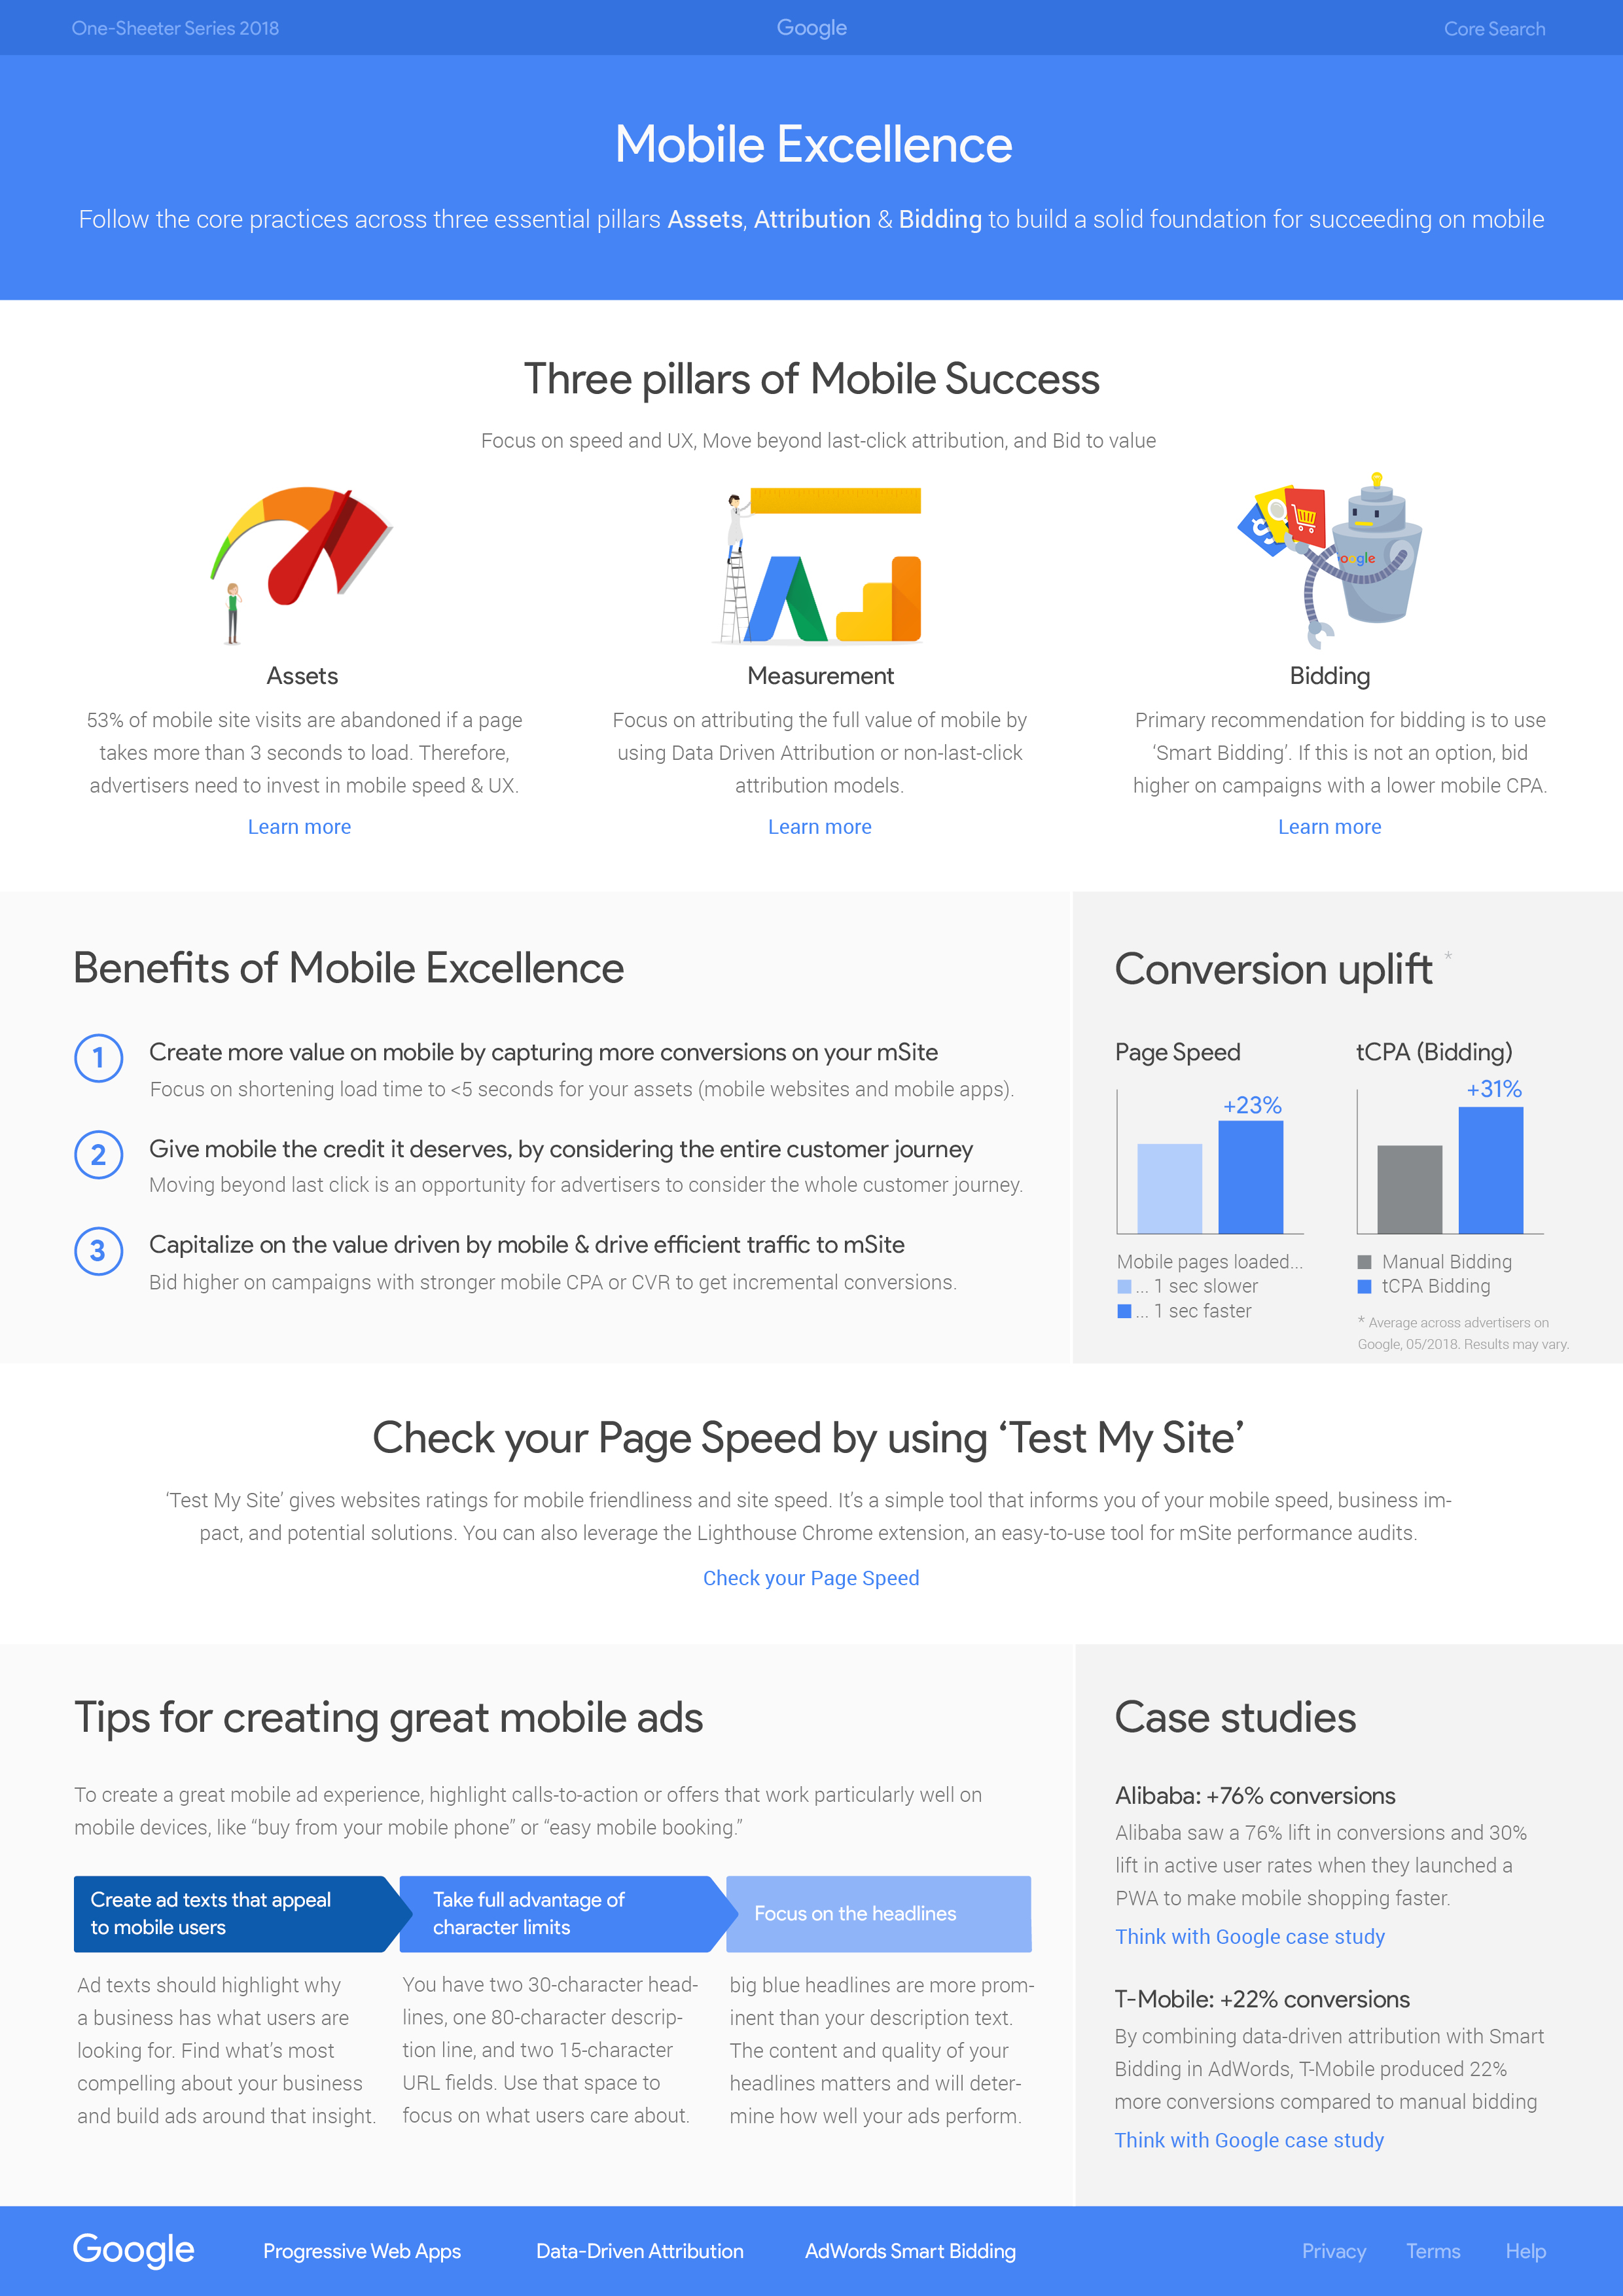 One-Sheeter Series 2018
Google
Core Search
Mobile Excellence
Follow the core practices across three essential pillars Assets, Attribution & Bidding to build a solid foundation for succeeding on mobile
Three pillars of Mobile Success
Focus on speed and UX, Move beyond last-click attribution, and Bid to value
oogle
Assets
53% of mobile site visits are abandoned if a page
takes more than 3 seconds to load. Therefore,
advertisers need to invest in mobile speed & UX.
Learn more
Measurement
Focus on attributing the full value of mobile by
using Data Driven Attribution or non-last-click
attribution models.
Learn more
Bidding
Primary recommendation for bidding is to use
‘Smart Bidding’. If this is not an option, bid
higher on campaigns with a lower mobile CPA.
Learn more
Benefits of Mobile Excellence
1
Create more value on mobile by capturing more conversions on your mSite
Focus on shortening load time to <5 seconds for your assets (mobile websites and mobile apps).
2
Give mobile the credit it deserves, by considering the entire customer journey
Moving beyond last click is an opportunity for advertisers to consider the whole customer journey.
3
Capitalize on the value driven by mobile & drive efficient traffic to mSite
Bid higher on campaigns with stronger mobile CPA or CVR to get incremental conversions.
Conversion uplift *
Page Speed
+23%
Mobile pages loaded...
... 1 sec slower
... 1 sec faster
tCPA (Bidding)
+31%
Manual Bidding
tCPA Bidding
* Average across advertisers on
Google, 05/2018. Results may vary.
Check your Page Speed by using ‘Test My Site’
‘Test My Site’ gives websites ratings for mobile friendliness and site speed. It’s a simple tool that informs you of your mobile speed, business im-
pact, and potential solutions. You can also leverage the Lighthouse Chrome extension, an easy-to-use tool for mSite performance audits.
Check your Page Speed
Tips for creating great mobile ads
To create a great mobile ad experience, highlight calls-to-action or offers that work particularly well on
mobile devices, like “buy from your mobile phone” or “easy mobile booking.”
Create ad texts that appeal
to mobile users
Ad texts should highlight why
a business has what users are
looking for. Find what’s most
compelling about your business
and build ads around that insight.
Take full advantage of
character limits
You have two 30-character head-
lines, one 80-character descrip-
tion line, and two 15-character
URL fields. Use that space to
focus on what users care about.
Focus on the headlines
big blue headlines are more prom-
inent than your description text.
The content and quality of your
headlines matters and will deter-
mine how well your ads perform.
Case studies
Alibaba: +76% conversions
Alibaba saw a 76% lift in conversions and 30%
lift in active user rates when they launched a
PWA to make mobile shopping faster.
Think with Google case study
T-Mobile: +22% conversions
By combining data-driven attribution with Smart
Bidding in AdWords, T-Mobile produced 22%
more conversions compared to manual bidding
Think with Google case study
Google
Progressive Web Apps
Data-Driven Attribution
AdWords Smart Bidding
Privacy
Terms
Help